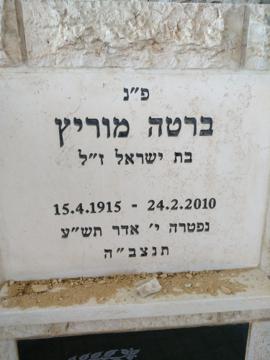 פ״נ
ברטה מוריץ
בת ישראל ז״ל
15.4.1915 - 24.2.2010
נפטרה י׳ אדר תש״ע
תנצב״ה